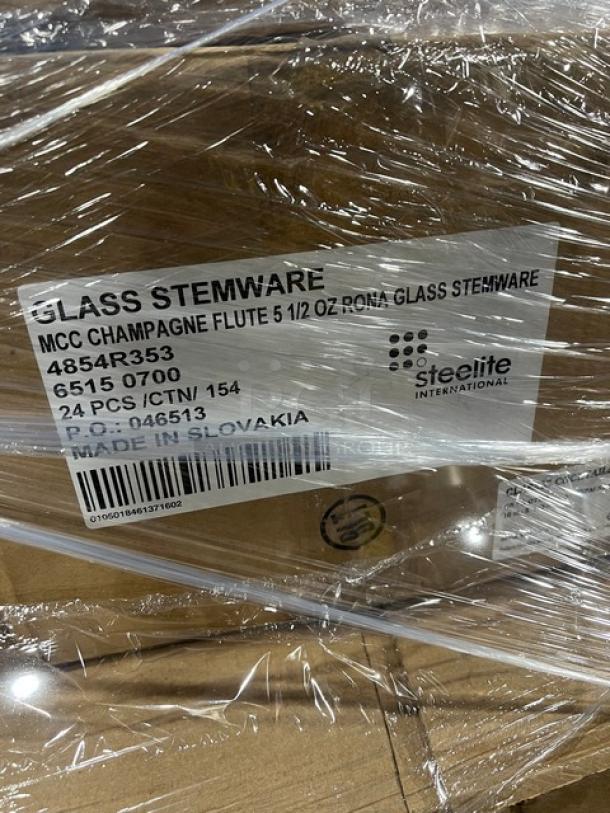 GLASS STEMWARE
MCC CHAMPAGNE FLUTE 5 1/2 OZ RONA GLASS STEMWARE
4854R353
6515 0700
24 PCS /CTN/ 154
P.O.: 046513
MADE IN SLOVAKIA
0105018461371602
steelite
INTERNATIONAL